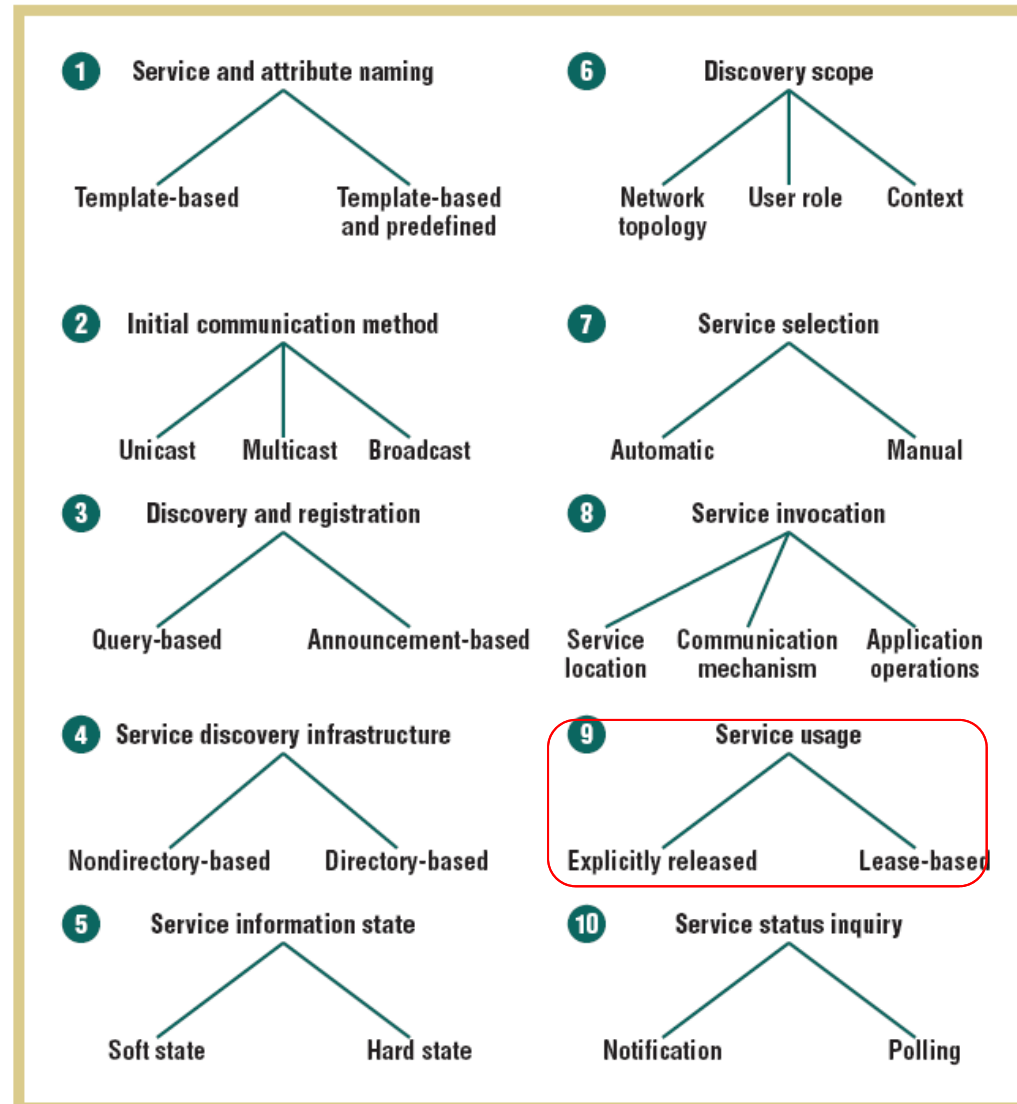 1 Service and attribute naming
Template-based
Template-based
and predefined
2 Initial communication method
Unicast Multicast Broadcast
3 Discovery and registration
Query-based Announcement-based
4 Service discovery infrastructure
Nondirectory-based Directory-based
5 Service information state
Soft state Hard state
6 Discovery scope
Network
topology
User role
Context
7 Service selection
Automatic Manual
8 Service invocation
Service
location
Communication
mechanism
Application
operations
9 Service usage
Explicitly released Lease-based
10 Service status inquiry
Notification Polling